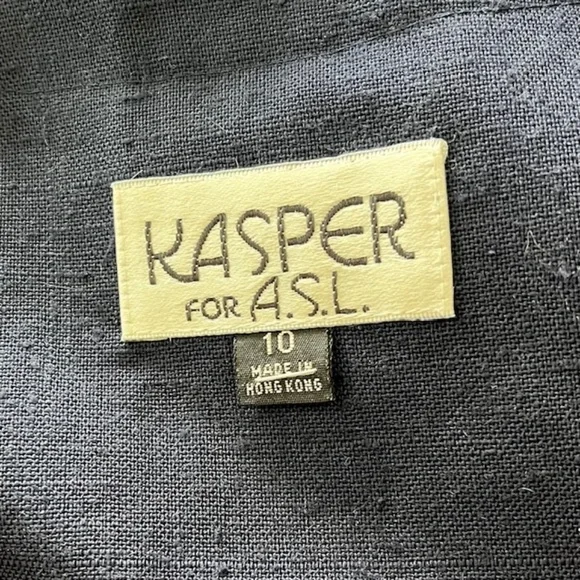 KASPER
FOR A.S.L.
10
MADE IN
HONG KONG